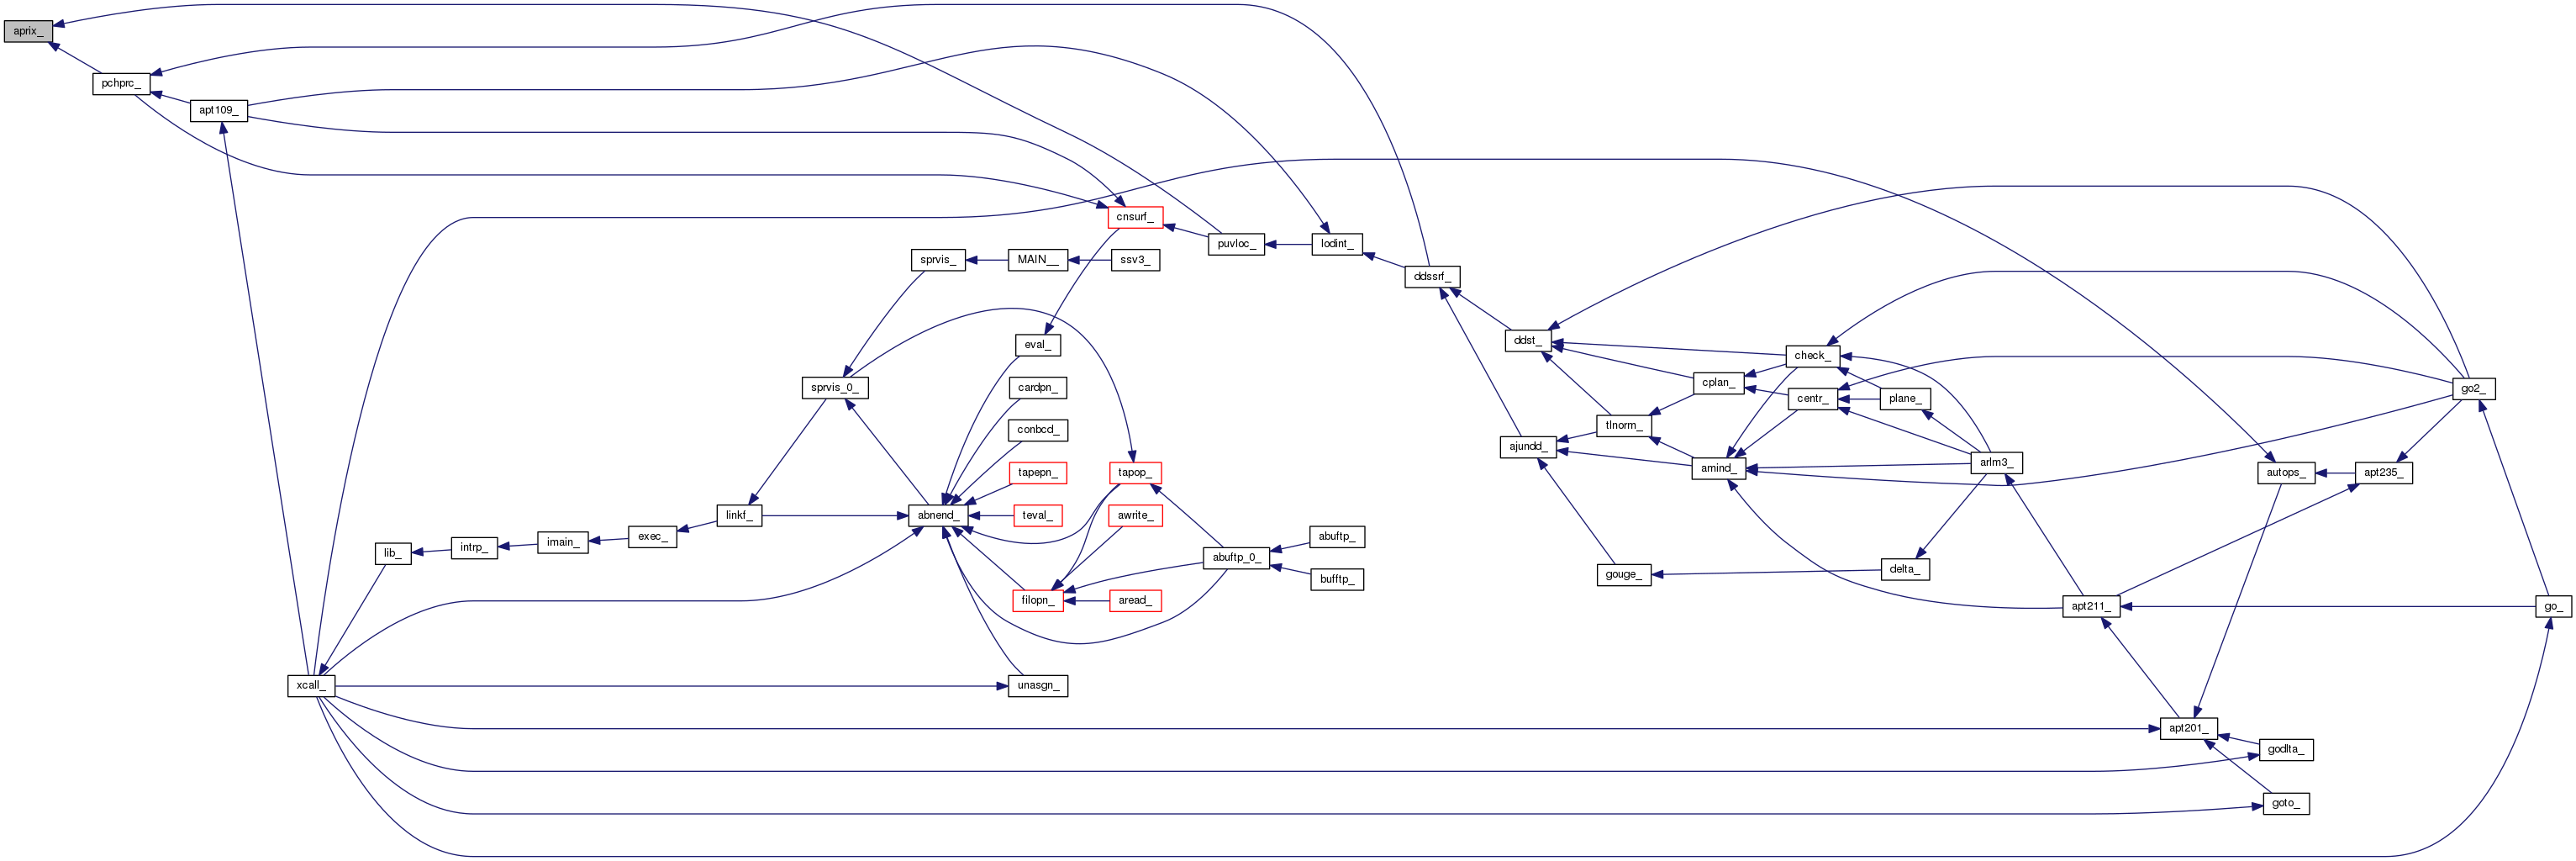 aprix_
pchprc_
apt109_
xcall_
lib_
intrp_
imain_
exec_
linkf_
sprvis_0_
sprvis_
MAIN__
ssv3_
abnend_
eval_
cardpn_
conbcd_
tapepn_
teval_
filopn_
unasgn_
cnsurf_
tapop_
awrite_
aread_
puvloc_
abuftp_0_
lodint_
abuftp_
bufftp_
ddssrf_
ddst_
ajundd_
tlnorm_
gouge_
cplan_
amind_
check_
centr_
plane_
delta_
arlm3_
apt211_
apt201_
autops_
godlta_
goto_
apt235_
go2_
go_